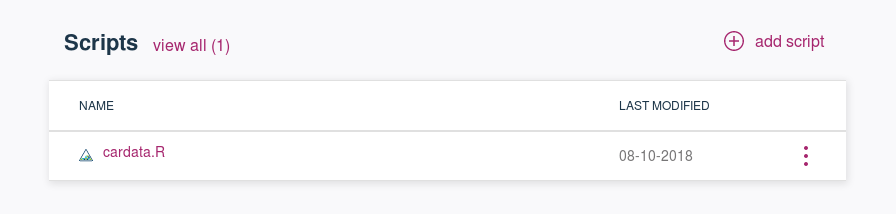 Scripts view all (1) add script
NAME LAST MODIFIED
cardata.R 08-10-2018